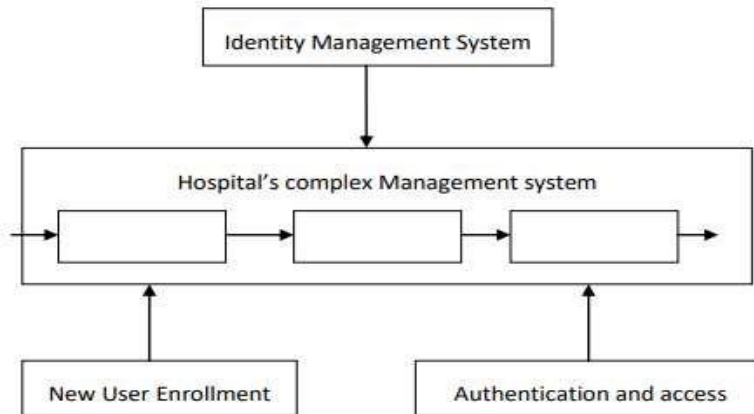 Identity Management System
Hospital's complex Management system
New User Enrollment
Authentication and access